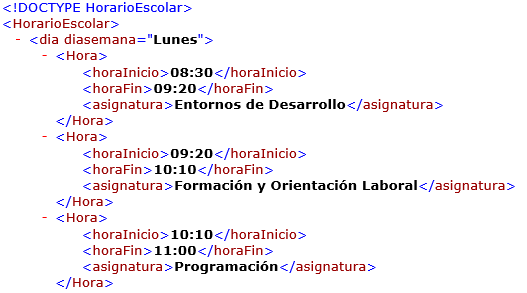 <!DOCTYPE HorarioEscolar>
<HorarioEscolar>
- <dia diasemana="Lunes">
- <Hora>
<horaInicio>08:30</horaInicio>
<horaFin>09:20</horaFin>
<asignatura>Entornos de Desarrollo</asignatura>
</Hora>
- <Hora>
<horaInicio>09:20</horaInicio>
<horaFin>10:10</horaFin>
<asignatura>Formación y Orientación Laboral</asignatura>
</Hora>
- <Hora>
<horaInicio>10:10</horaInicio>
<horaFin>11:00</horaFin>
<asignatura>Programación</asignatura>
</Hora>